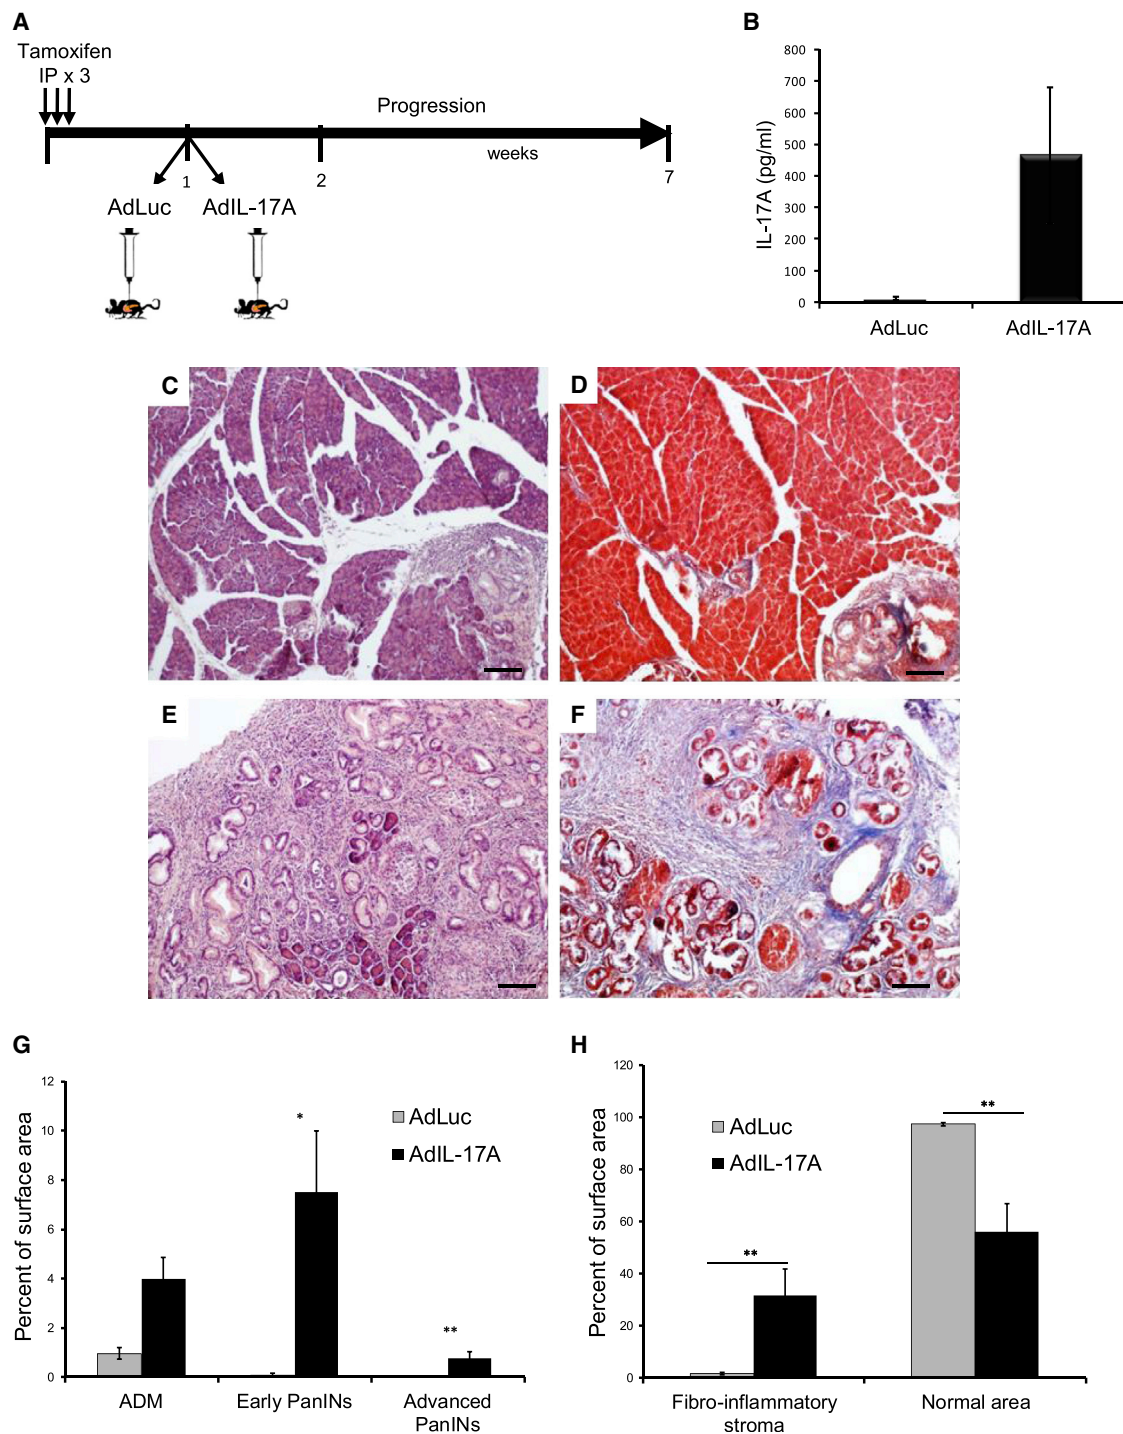 A
Tamoxifen
IP x 3
Progression
weeks
1
2
7
AdLuc
AdIL-17A
B
IL-17A (pg/ml)
800
700
600
500
400
300
200
100
0
AdLuc
AdIL-17A
C
D
E
F
G
Percent of surface area
12
10
8
6
4
2
0
*
**
AdLuc
AdIL-17A
ADM
Early PanINs
Advanced
PanINs
H
Percent of surface area
120
100
80
60
40
20
0
AdLuc
AdIL-17A
**
**
Fibro-inflammatory
stroma
Normal area